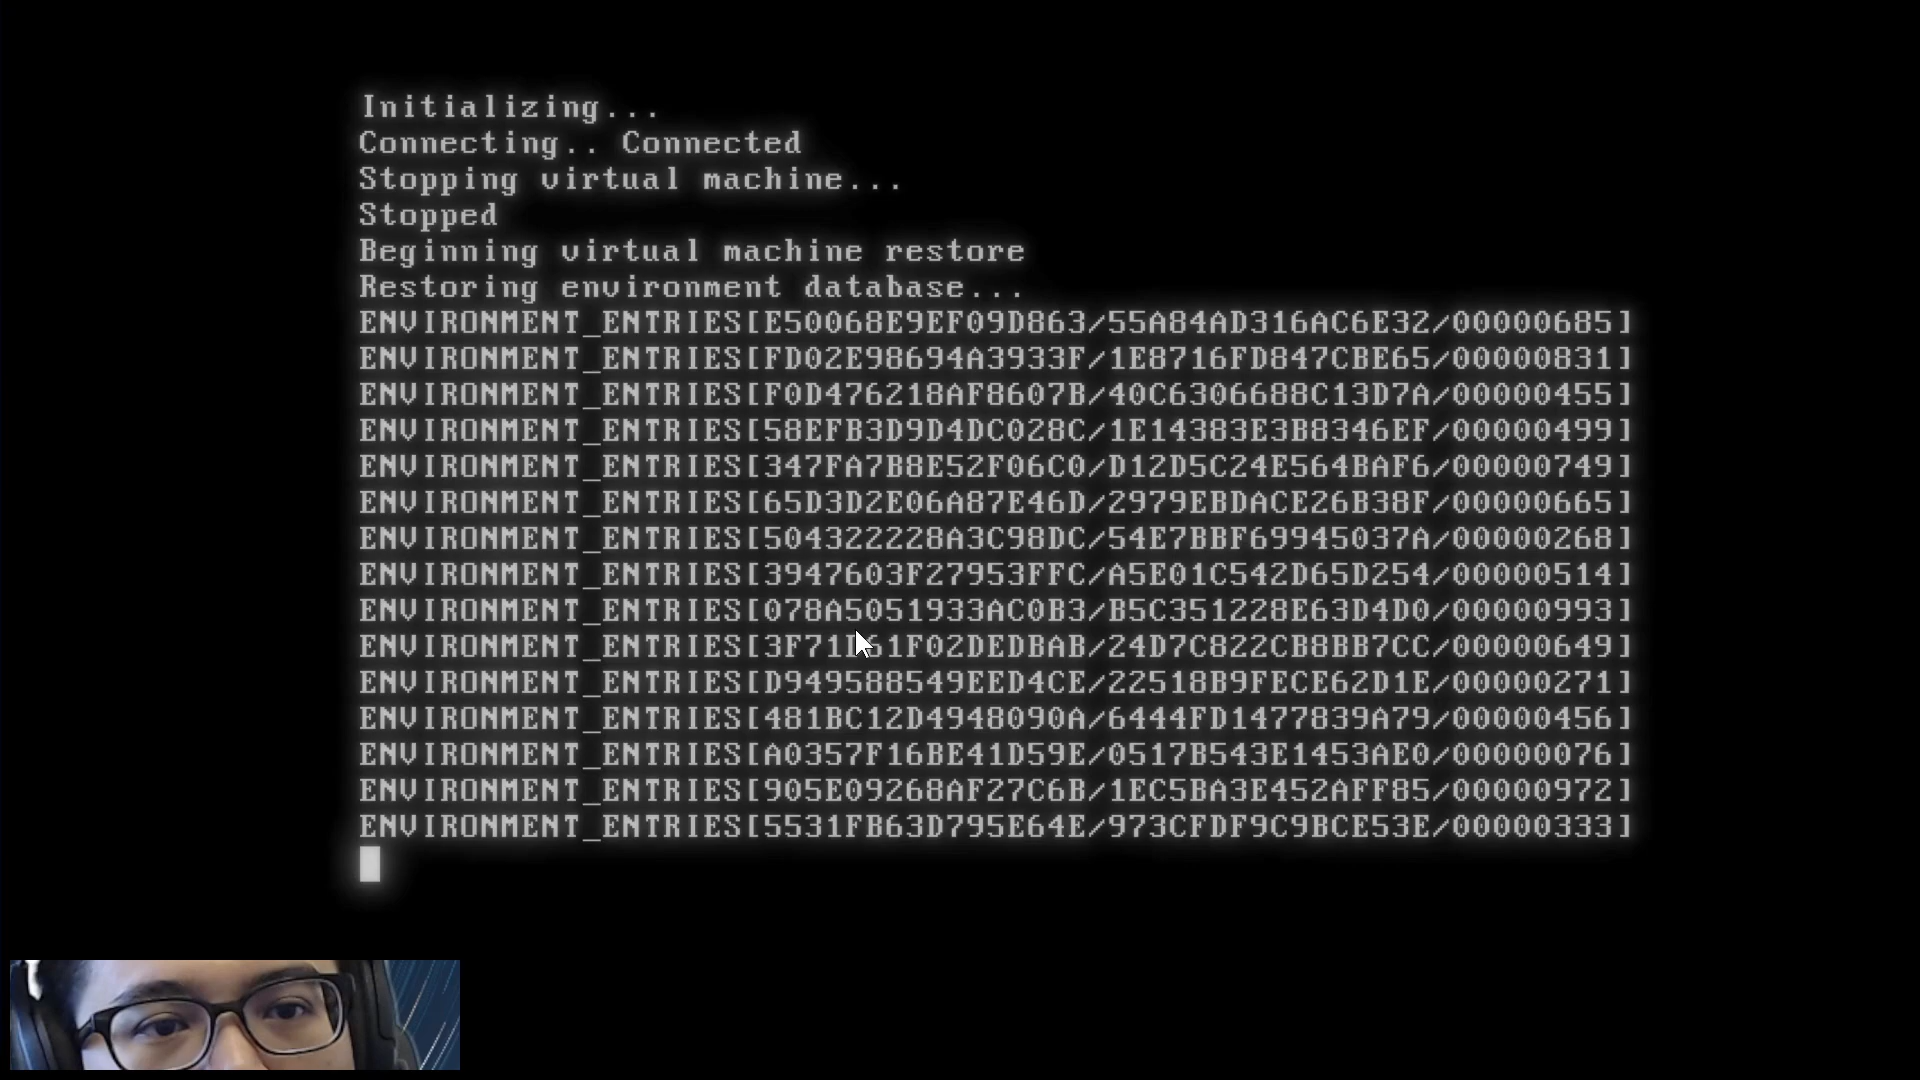 Initializing...
Connecting.. Connected
Stopping virtual machine...
Stopped
Beginning virtual machine restore
Restoring environment database...
ENVIRONMENT_ENTRIES[E50068E9EF09D863/55A84AD316AC6E32/00000685]
ENVIRONMENT_ENTRIES[FD02E98694A3933F/1E8716FD847CBE65/00000831]
ENVIRONMENT_ENTRIES[F0D476218AF8607B/40C6306688C13D7A/00000455]
ENVIRONMENT_ENTRIES[58EFB3D9D4DC028C/1E14383E3B8346EF/00000499]
ENVIRONMENT_ENTRIES[347FA7B8E52F06C0/D12D5C24E564BAF6/00000749]
ENVIRONMENT_ENTRIES[65D3D2E06A87E46D/2979EBDACE26B38F/00000665]
ENVIRONMENT_ENTRIES[504322228A3C98DC/54E7BBF69945037A/00000268]
ENVIRONMENT_ENTRIES[3947603F27953FFC/A5E01C542D65D254/00000514]
ENVIRONMENT_ENTRIES[078A5051933AC0B3/B5C351228E63D4D0/00000993]
ENVIRONMENT_ENTRIES[3F71D61F02DEDBAB/24D7C822CB8BB7CC/00000649]
ENVIRONMENT_ENTRIES[D949588549EED4CE/22518B9FECE62D1E/00000271]
ENVIRONMENT_ENTRIES[481BC12D4948090A/6444FD1477839A79/00000456]
ENVIRONMENT_ENTRIES[A0357F16BE41D59E/0517B543E1453AE0/00000076]
ENVIRONMENT_ENTRIES[905E09268AF27C6B/1EC5BA3E452AFF85/00000972]
ENVIRONMENT_ENTRIES[5531FB63D795E64E/973CFDF9C9BCE53E/00000333]